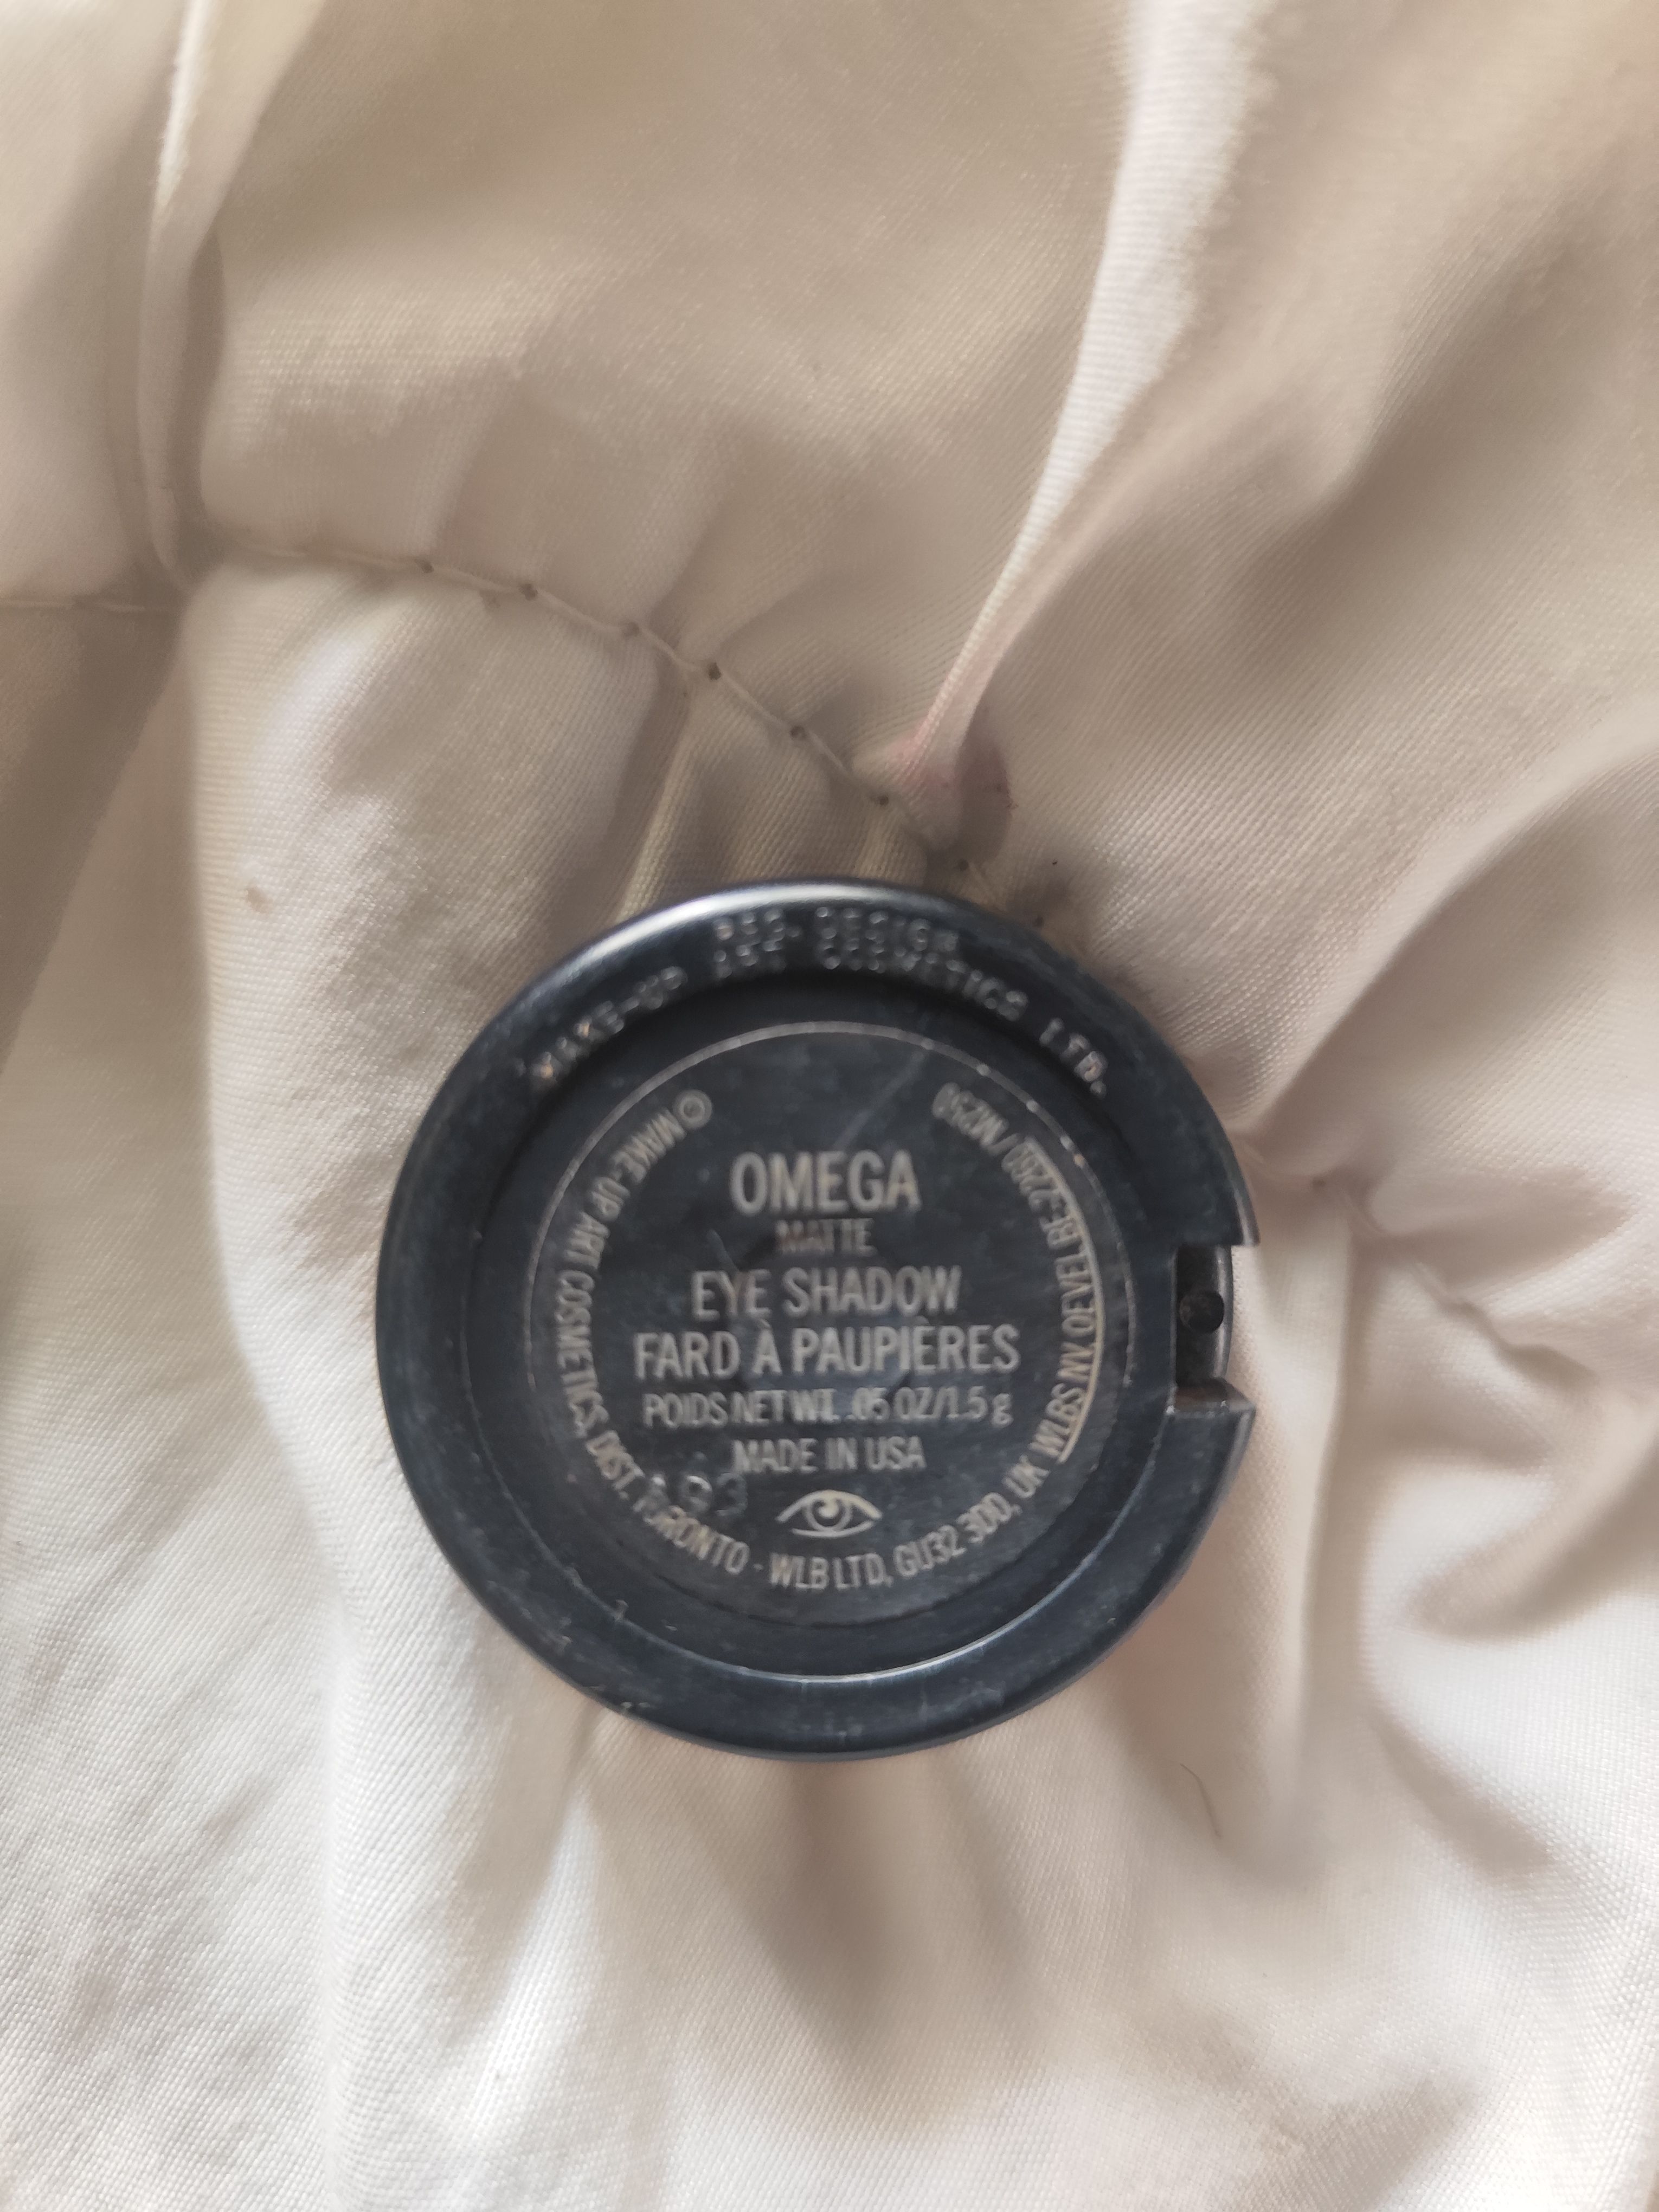 REG. DESIGN
MAKE-UP ART COSMETICS LTD.
OMEGA
MATTE
EYE SHADOW
FARD À PAUPIÈRES
POIDS NET WT. .05 OZ/1.5 g
MADE IN USA
© MAKE-UP ART COSMETICS, DIST. TORONTO - WLB LTD, GU32 3DD, UK WLBS NV, OEVEL BE-2260